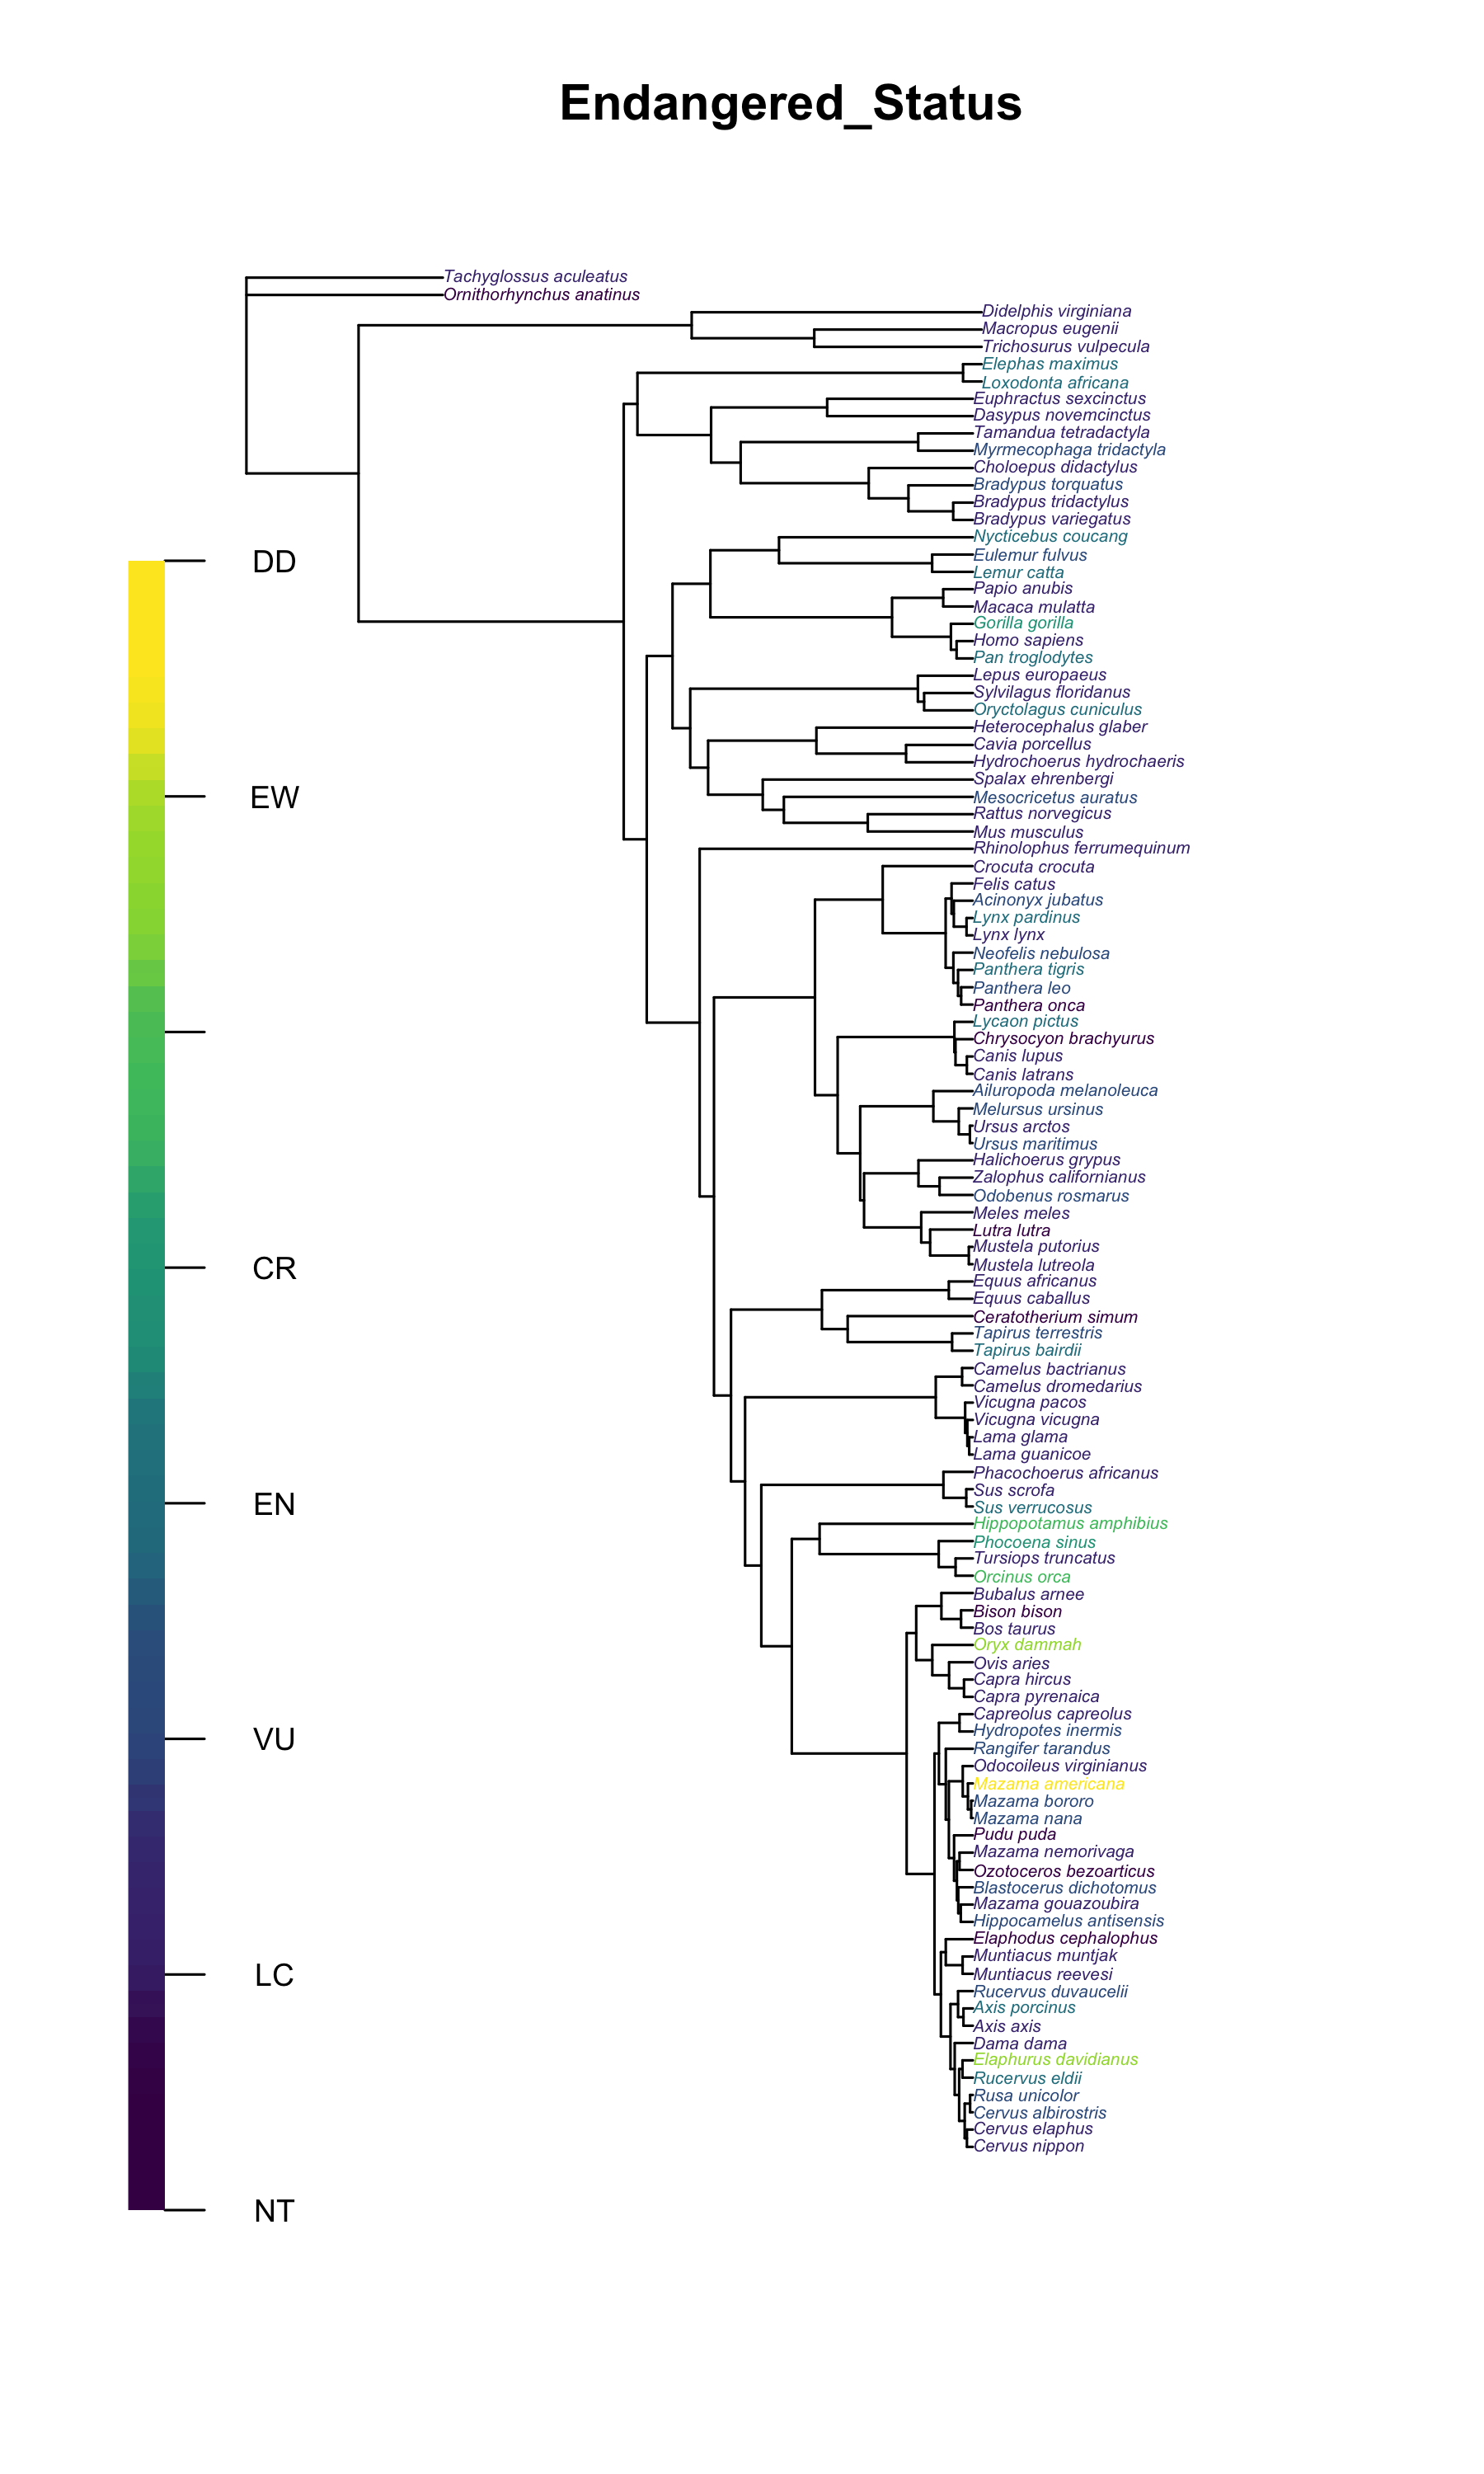 Endangered_Status
Tachyglossus aculeatus
Ornithorhynchus anatinus
Didelphis virginiana
Macropus eugenii
Trichosurus vulpecula
Elephas maximus
Loxodonta africana
Euphractus sexcinctus
Dasypus novemcinctus
Tamandua tetradactyla
Myrmecophaga tridactyla
Choloepus didactylus
Bradypus torquatus
Bradypus tridactylus
Bradypus variegatus
Nycticebus coucang
Eulemur fulvus
Lemur catta
Papio anubis
Macaca mulatta
Gorilla gorilla
Homo sapiens
Pan troglodytes
Lepus europaeus
Sylvilagus floridanus
Oryctolagus cuniculus
Heterocephalus glaber
Cavia porcellus
Hydrochoerus hydrochaeris
Spalax ehrenbergi
Mesocricetus auratus
Rattus norvegicus
Mus musculus
Rhinolophus ferrumequinum
Crocuta crocuta
Felis catus
Acinonyx jubatus
Lynx pardinus
Lynx lynx
Neofelis nebulosa
Panthera tigris
Panthera leo
Panthera onca
Lycaon pictus
Chrysocyon brachyurus
Canis lupus
Canis latrans
Ailuropoda melanoleuca
Melursus ursinus
Ursus arctos
Ursus maritimus
Halichoerus grypus
Zalophus californianus
Odobenus rosmarus
Meles meles
Lutra lutra
Mustela putorius
Mustela lutreola
Equus africanus
Equus caballus
Ceratotherium simum
Tapirus terrestris
Tapirus bairdii
Camelus bactrianus
Camelus dromedarius
Vicugna pacos
Vicugna vicugna
Lama glama
Lama guanicoe
Phacochoerus africanus
Sus scrofa
Sus verrucosus
Hippopotamus amphibius
Phocoena sinus
Tursiops truncatus
Orcinus orca
Bubalus arnee
Bison bison
Bos taurus
Oryx dammah
Ovis aries
Capra hircus
Capra pyrenaica
Capreolus capreolus
Hydropotes inermis
Rangifer tarandus
Odocoileus virginianus
Mazama americana
Mazama bororo
Mazama nana
Pudu puda
Mazama nemorivaga
Ozotoceros bezoarticus
Blastocerus dichotomus
Mazama gouazoubira
Hippocamelus antisensis
Elaphodus cephalophus
Muntiacus muntjak
Muntiacus reevesi
Rucervus duvaucelii
Axis porcinus
Axis axis
Dama dama
Elaphurus davidianus
Rucervus eldii
Rusa unicolor
Cervus albirostris
Cervus elaphus
Cervus nippon
DD
EW
CR
EN
VU
LC
NT